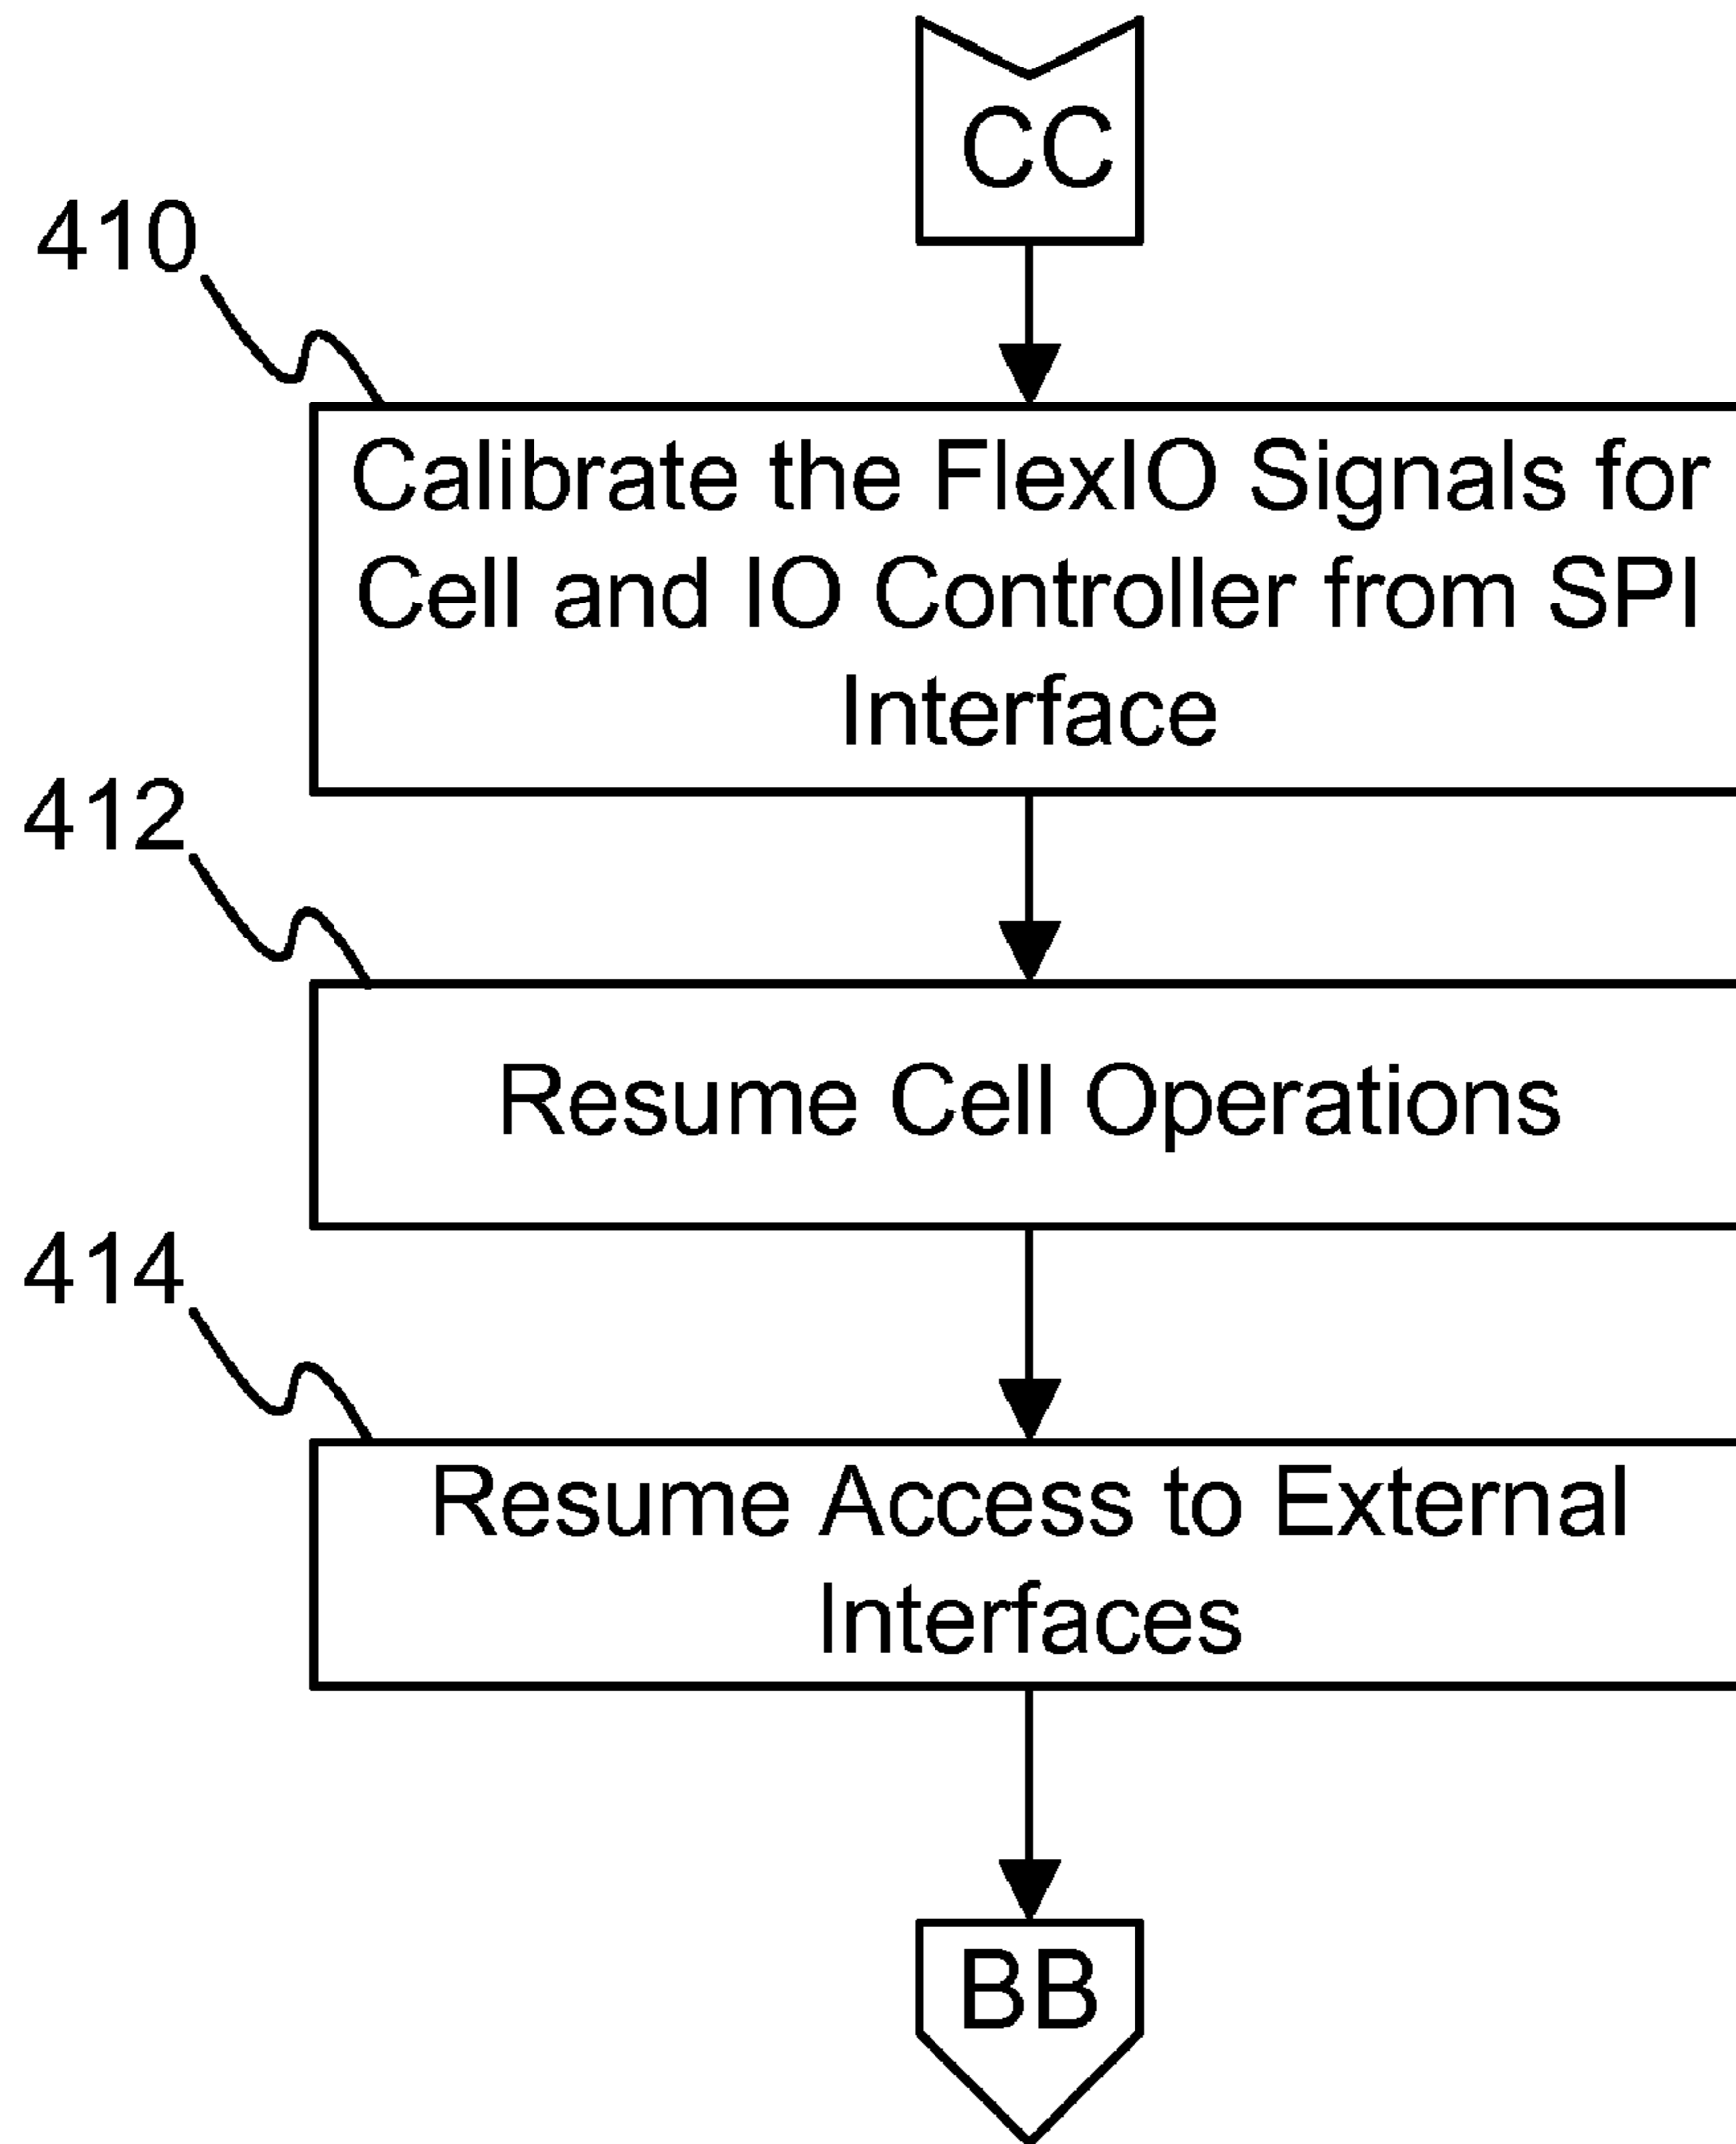 CC
410
Calibrate the FlexIO Signals for
Cell and IO Controller from SPI
Interface
412
Resume Cell Operations
414
Resume Access to External
Interfaces
BB